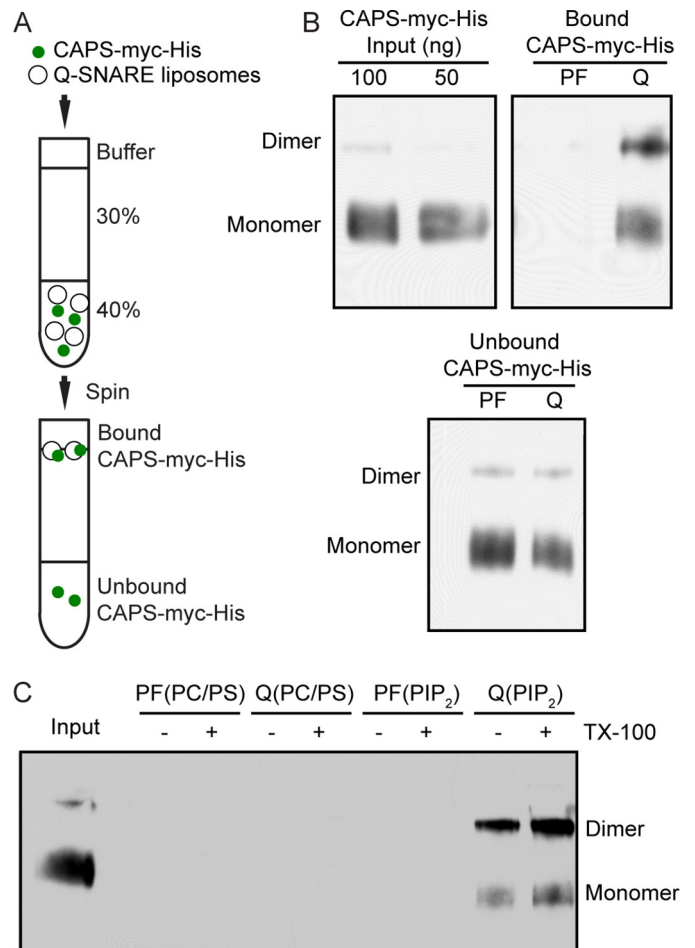 A
CAPS-myc-His
Q-SNARE liposomes
Buffer
30%
40%
Spin
Bound
CAPS-myc-His
Unbound
CAPS-myc-His
B
CAPS-myc-His
Input (ng)
100 50
Bound
CAPS-myc-His
PF Q
Dimer
Monomer
Unbound
CAPS-myc-His
PF Q
Dimer
Monomer
C
PF(PC/PS) Q(PC/PS) PF(PIP₂) Q(PIP₂)
Input - + - + - + - + TX-100
Dimer
Monomer